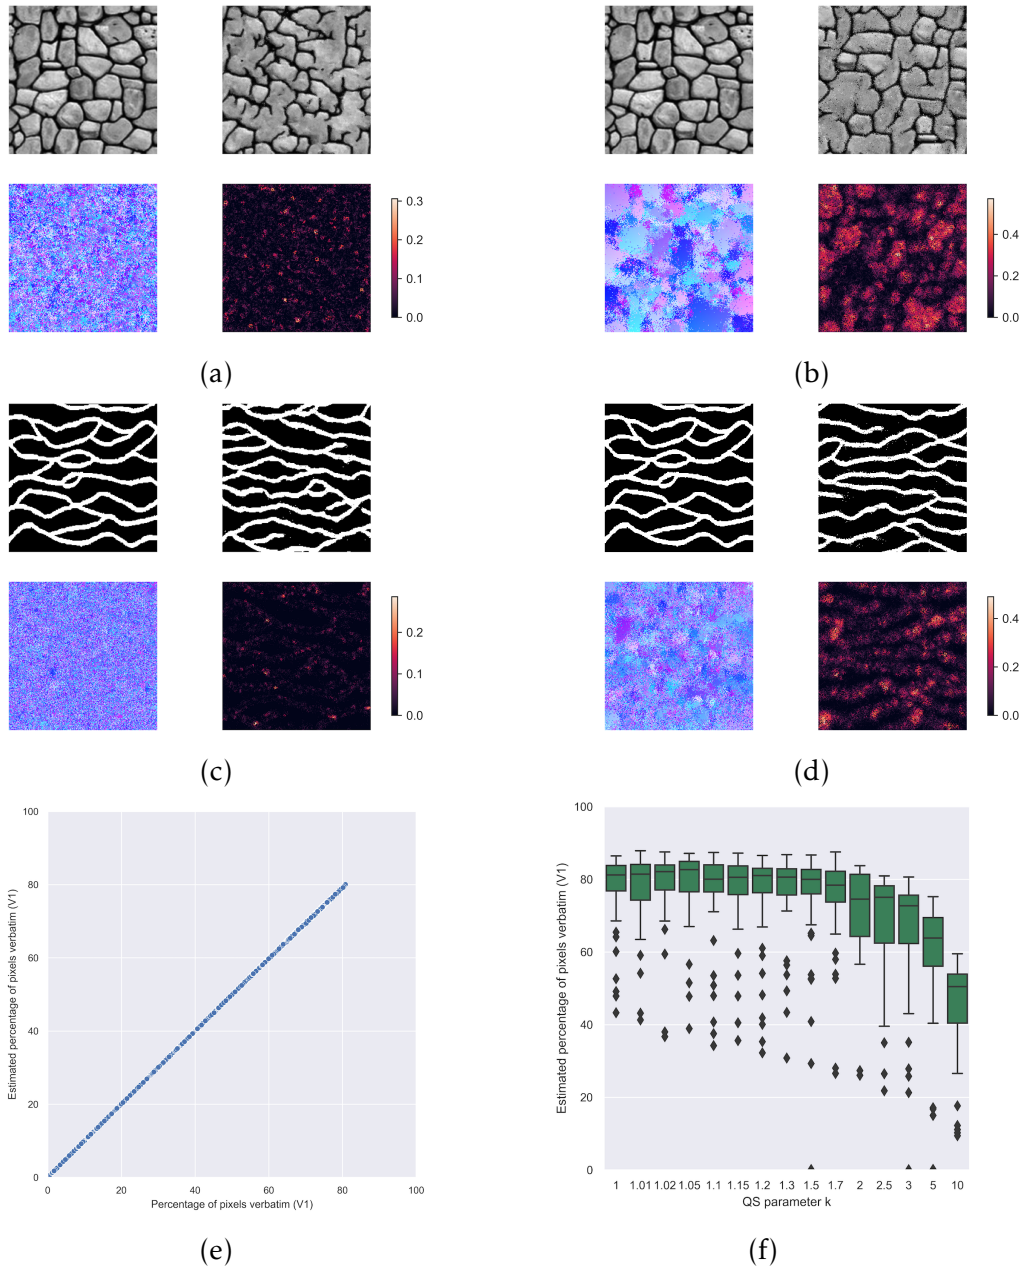 0.3
0.2
0.1
0.0
0.4
0.2
0.0
(a)
(b)
0.2
0.1
0.0
0.4
0.2
0.0
(c)
(d)
100
80
60
40
20
0
Estimated percentage of pixels verbatim (V1)
0 20 40 60 80 100
Percentage of pixels verbatim (V1)
(e)
100
80
60
40
20
0
Estimated percentage of pixels verbatim (V1)
1 1.01 1.02 1.05 1.1 1.15 1.2 1.3 1.5 1.7 2 2.5 3 5 10
QS parameter k
(f)